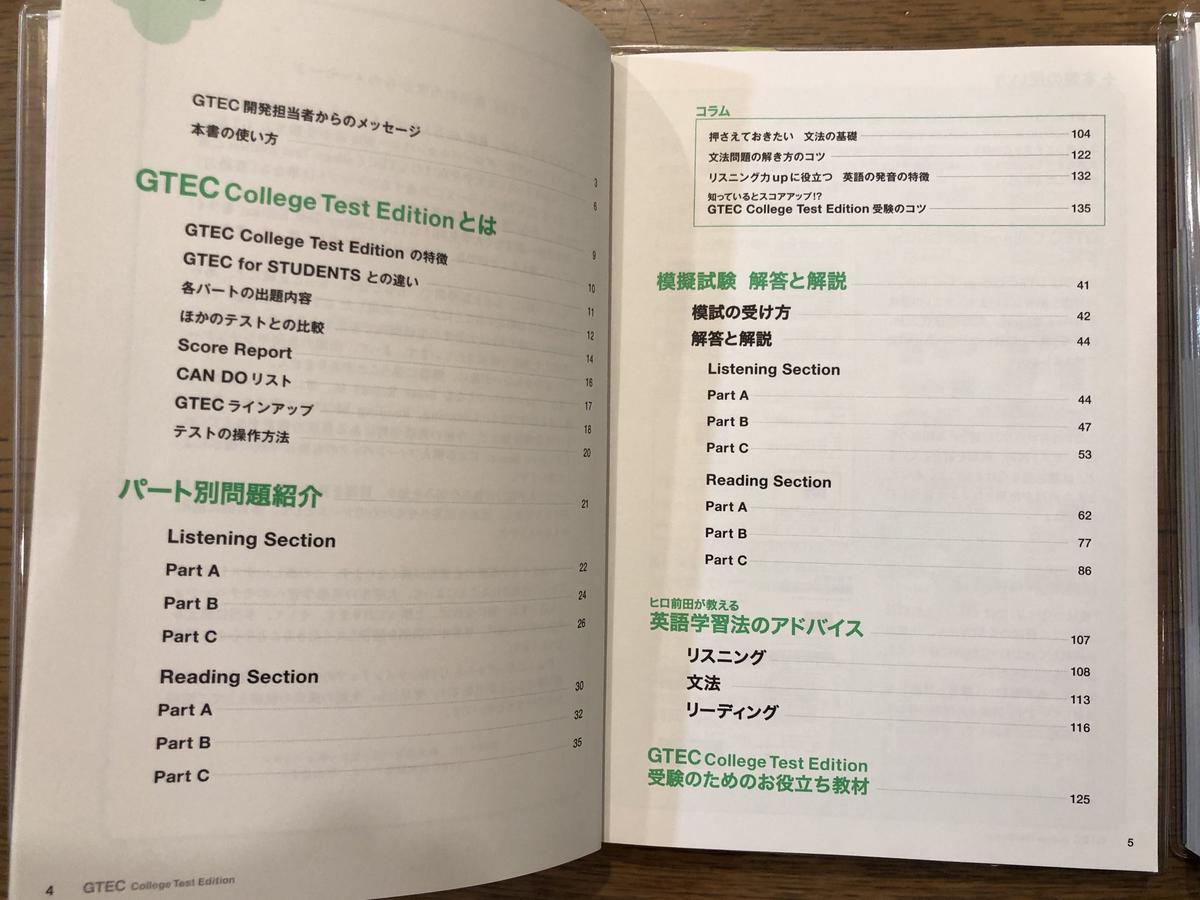 GTEC 開発担当者からのメッセージ 3
本書の使い方 6
GTEC College Test Editionとは 9
GTEC College Test Edition の特徴 10
GTEC for STUDENTS との違い 11
各パートの出題内容 12
ほかのテストとの比較 14
Score Report 16
CAN DO リスト 17
GTEC ラインアップ 18
テストの操作方法 20
パート別問題紹介 21
Listening Section
Part A 22
Part B 24
Part C 26
Reading Section
Part A 30
Part B 32
Part C 35
4 GTEC College Test Edition
コラム
押さえておきたい 文法の基礎 104
文法問題の解き方のコツ 122
リスニング力upに役立つ 英語の発音の特徴 132
知っているとスコアアップ!?
GTEC College Test Edition 受験のコツ 135
模擬試験 解答と解説 41
模試の受け方 42
解答と解説 44
Listening Section
Part A 44
Part B 47
Part C 53
Reading Section
Part A 62
Part B 77
Part C 86
ヒロ前田が教える
英語学習法のアドバイス 107
リスニング 108
文法 113
リーディング 116
GTEC College Test Edition
受験のためのお役立ち教材 125
5